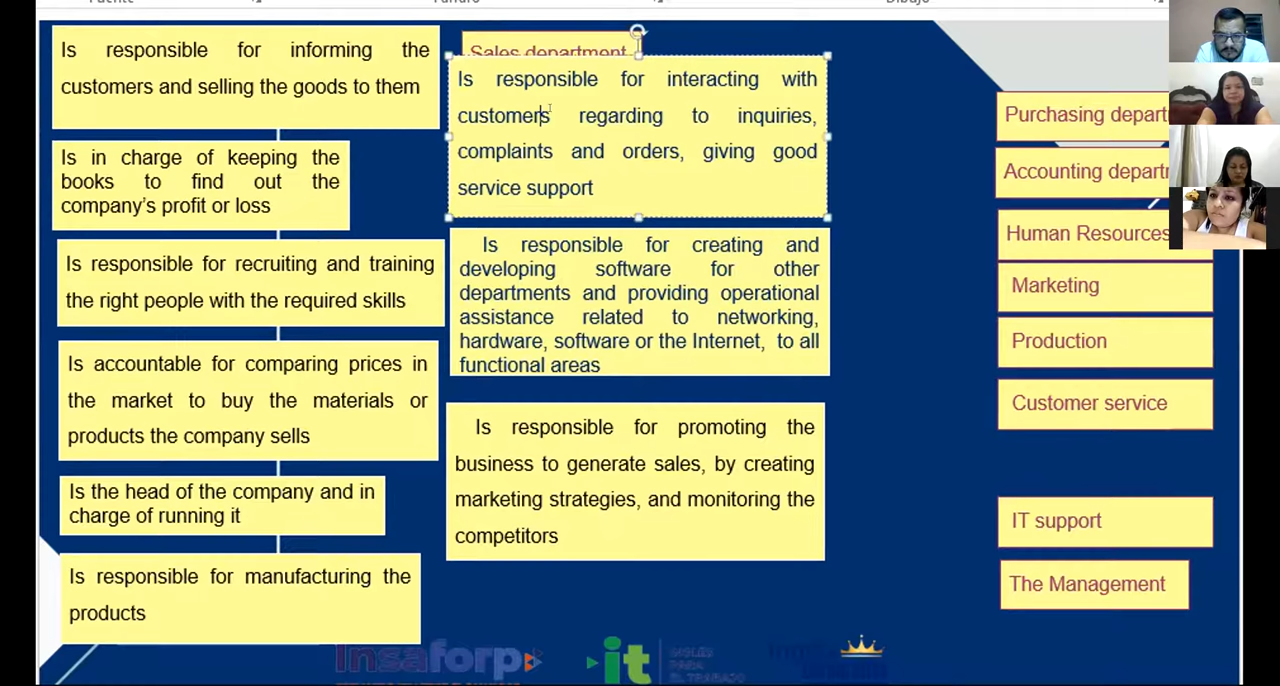 Is responsible for informing the
customers and selling the goods to them
Is in charge of keeping the
books to find out the
company's profit or loss
Is responsible for recruiting and training
the right people with the required skills
Is accountable for comparing prices in
the market to buy the materials or
products the company sells
Is the head of the company and in
charge of running it
Is responsible for manufacturing the
products
Sales department
Is responsible for interacting with
customers regarding to inquiries,
complaints and orders, giving good
service support
Is responsible for creating and
developing software for other
departments and providing operational
assistance related to networking,
hardware, software or the Internet, to all
functional areas
Is responsible for promoting the
business to generate sales, by creating
marketing strategies, and monitoring the
competitors
Purchasing depart
Accounting departr
Human Resources
Marketing
Production
Customer service
IT support
The Management
Insaforp
it
INGLÉS
PARA
EL TRABAJO